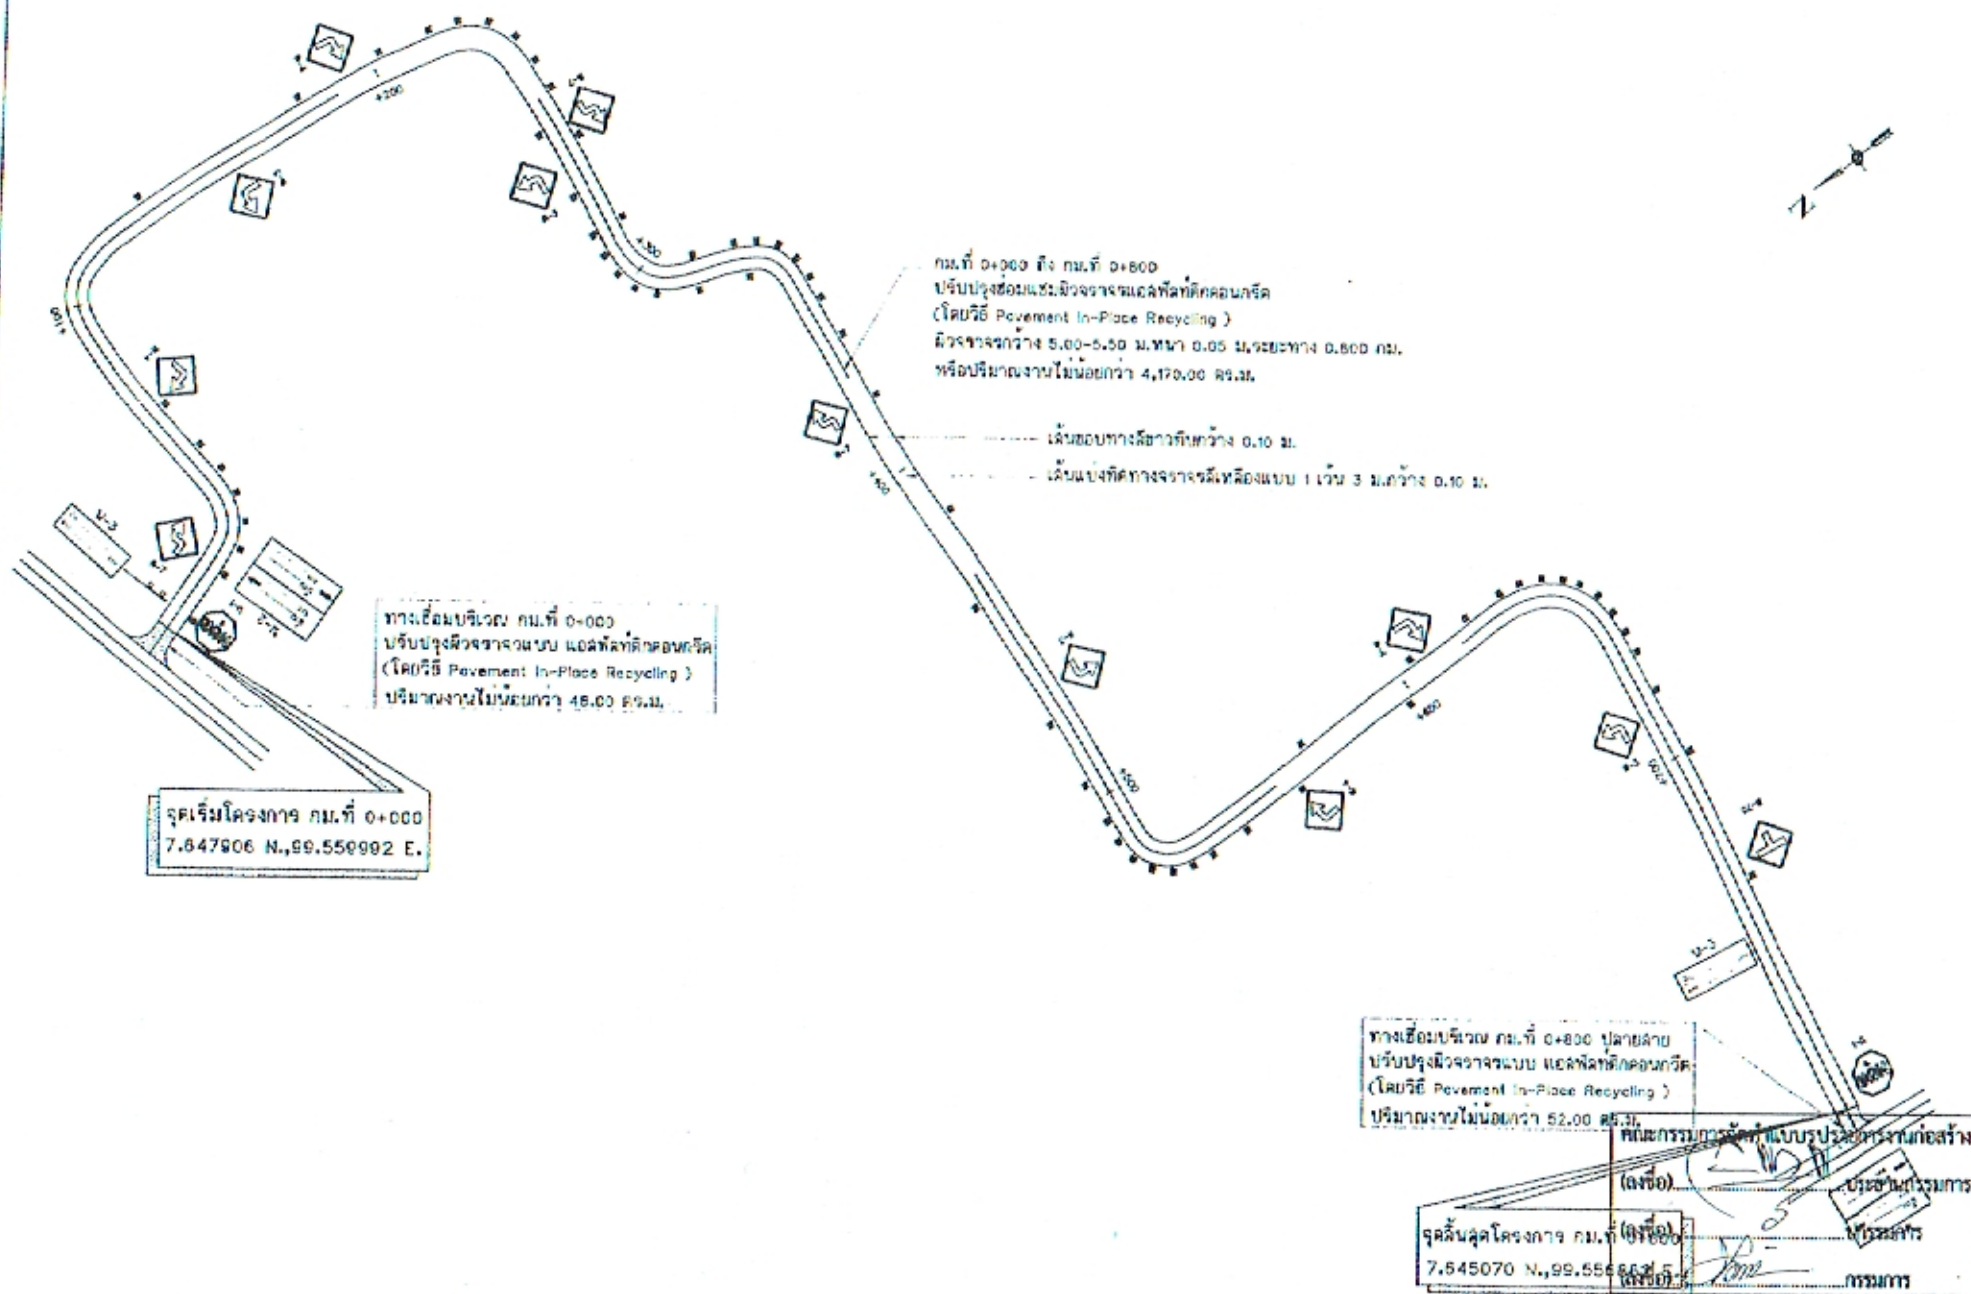 +200
+300
กม.ที่ 0+000 ถึง กม.ที่ 0+800
ปรับปรุงซ่อมแซมผิวจราจรแอสฟัลท์ติกคอนกรีต
(โดยวิธี Pavement In-Place Recycling )
ผิวจราจรกว้าง 5.00-5.50 ม.หนา 0.05 ม.ระยะทาง 0.800 กม.
หรือปริมาณงานไม่น้อยกว่า 4,170.00 ตร.ม.
N
+100
เส้นขอบทางสีขาวทึบกว้าง 0.10 ม.
+400
เส้นแบ่งทิศทางจราจรสีเหลืองแบบ 1 เว้น 3 ม.กว้าง 0.10 ม.
ทางเชื่อมบริเวณ กม.ที่ 0+000
ปรับปรุงผิวจราจรแบบ แอสฟัลท์ติกคอนกรีต
(โดยวิธี Pavement In-Place Recycling )
ปริมาณงานไม่น้อยกว่า 48.00 ตร.ม.
+600
+500
+700
จุดเริ่มโครงการ กม.ที่ 0+000
7.647906 N.,99.559992 E.
ทางเชื่อมบริเวณ กม.ที่ 0+800 ปลายสาย
ปรับปรุงผิวจราจรแบบ แอสฟัลท์ติกคอนกรีต
(โดยวิธี Pavement In-Place Recycling )
ปริมาณงานไม่น้อยกว่า 52.00 ตร.ม.
คณะกรรมการจัดทำแบบรูปรายการงานก่อสร้าง
(ลงชื่อ)....................ประธานกรรมการ
(ลงชื่อ)....................กรรมการ
(ลงชื่อ)....................กรรมการ
จุดสิ้นสุดโครงการ กม.ที่ 0+800
7.645070 N.,99.556